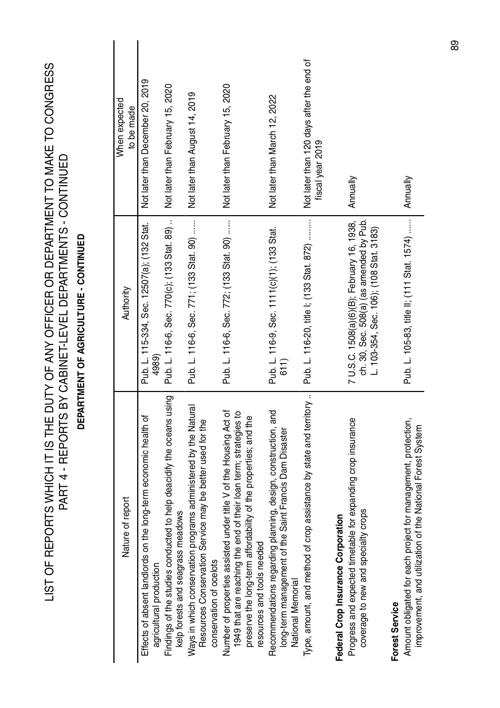 LIST OF REPORTS WHICH IT IS THE DUTY OF ANY OFFICER OR DEPARTMENT TO MAKE TO CONGRESS
PART 4 - REPORTS BY CABINET-LEVEL DEPARTMENTS - CONTINUED
DEPARTMENT OF AGRICULTURE - CONTINUED
Nature of report
Authority
When expected
to be made
Effects of absent landlords on the long-term economic health of
agricultural production
Pub. L. 115-334, Sec. 12507(a); (132 Stat.
4989)
Not later than December 20, 2019
Findings of the studies conducted to help deacidify the oceans using
kelp forests and seagrass meadows
Pub. L. 116-6, Sec. 770(c); (133 Stat. 89) ..
Not later than February 15, 2020
Ways in which conservation programs administered by the Natural
Resources Conservation Service may be better used for the
conservation of ocelots
Pub. L. 116-6, Sec. 771; (133 Stat. 90) ......
Not later than August 14, 2019
Number of properties assisted under title V of the Housing Act of
1949 that are reaching the end of their loan term; strategies to
preserve the long-term affordability of the properties; and the
resources and tools needed
Pub. L. 116-6, Sec. 772; (133 Stat. 90) ......
Not later than February 15, 2020
Recommendations regarding planning, design, construction, and
long-term management of the Saint Francis Dam Disaster
National Memorial
Pub. L. 116-9, Sec. 1111(c)(1); (133 Stat.
611)
Not later than March 12, 2022
Type, amount, and method of crop assistance by state and territory ..
Pub. L. 116-20, title I; (133 Stat. 872) .........
Not later than 120 days after the end of
fiscal year 2019
Federal Crop Insurance Corporation
Progress and expected timetable for expanding crop insurance
coverage to new and specialty crops
7 U.S.C. 1508(a)(6)(B); February 16, 1938,
ch. 30, Sec. 508(a) (as amended by Pub.
L. 103-354, Sec. 106); (108 Stat. 3183)
Annually
Forest Service
Amount obligated for each project for management, protection,
improvement, and utilization of the National Forest System
Pub. L. 105-83, title II; (111 Stat. 1574) ......
Annually
89